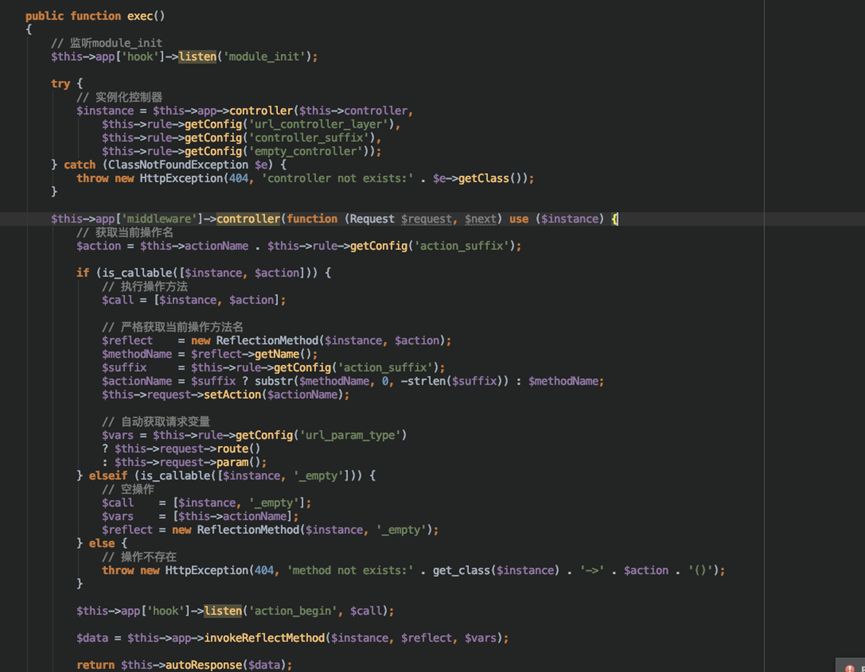 public function exec()
{
// 监听module_init
$this->app['hook']->listen('module_init');
try {
// 实例化控制器
$instance = $this->app->controller($this->controller,
$this->rule->getConfig('url_controller_layer'),
$this->rule->getConfig('controller_suffix'),
$this->rule->getConfig('empty_controller'));
} catch (ClassNotFoundException $e) {
throw new HttpException(404, 'controller not exists:' . $e->getClass());
}
$this->app['middleware']->controller(function (Request $request, $next) use ($instance) {
// 获取当前操作名
$action = $this->actionName . $this->rule->getConfig('action_suffix');
if (is_callable([$instance, $action])) {
// 执行操作方法
$call = [$instance, $action];
// 严格获取当前操作方法名
$reflect    = new ReflectionMethod($instance, $action);
$methodName = $reflect->getName();
$suffix     = $this->rule->getConfig('action_suffix');
$actionName = $suffix ? substr($methodName, 0, -strlen($suffix)) : $methodName;
$this->request->setAction($actionName);
// 自动获取请求变量
$vars = $this->rule->getConfig('url_param_type')
? $this->request->route()
: $this->request->param();
} elseif (is_callable([$instance, '_empty'])) {
// 空操作
$call    = [$instance, '_empty'];
$vars    = [$this->actionName];
$reflect = new ReflectionMethod($instance, '_empty');
} else {
// 操作不存在
throw new HttpException(404, 'method not exists:' . get_class($instance) . '->' . $action . '()');
}
$this->app['hook']->listen('action_begin', $call);
$data = $this->app->invokeReflectMethod($instance, $reflect, $vars);
return $this->autoResponse($data);